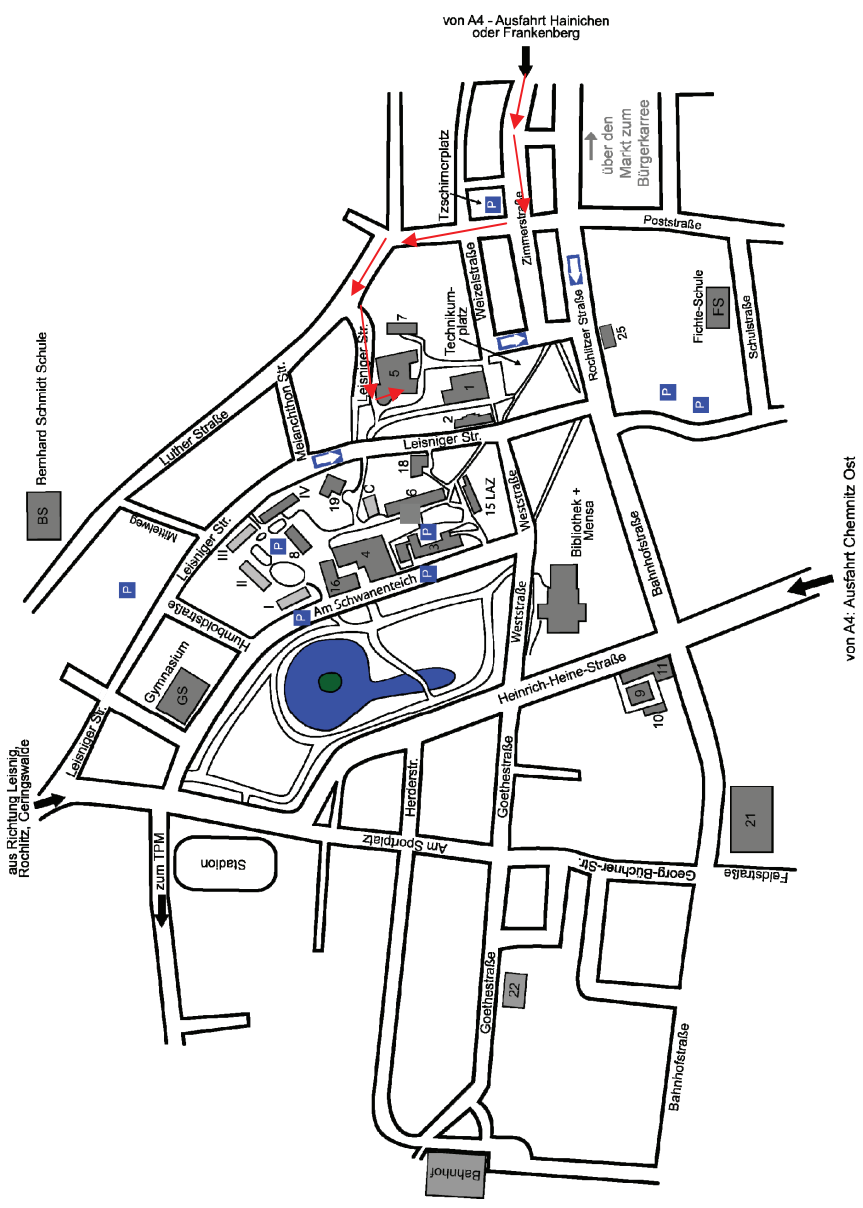 von A4 - Ausfahrt Hainichen
oder Frankenberg
über den
Markt zum
Bürgerkarree
Tzschirnerplatz
P
Zimmerstraße
Poststraße
Weizelstraße
Technikum-
platz
Rochlitzer Straße
Fichte-Schule
FS
Schulstraße
25
7
5
1
2
Leisniger Str.
P
P
Bernhard Schmidt Schule
BS
Luther Straße
Melanchthon Str.
Leisniger Str.
Mittelweg
Leisniger Str.
18
C
6
19
IV
III
II
I
8
P
P
15 LAZ
Weststraße
4
16
3
P
P
P
Am Schwanenteich
Humboldstraße
Gymnasium
GS
Bibliothek +
Mensa
Weststraße
Bahnhofstraße
von A4: Ausfahrt Chemnitz Ost
Heinrich-Heine-Straße
11
9
10
Leisniger Str.
aus Richtung Leisnig,
Rochlitz, Geringswalde
zum TPM
Stadion
Herderstr.
Goethestraße
Am Sportplatz
Georg-Büchner-Str.
21
Feldstraße
Goethestraße
22
Bahnhofstraße
Bahnhof